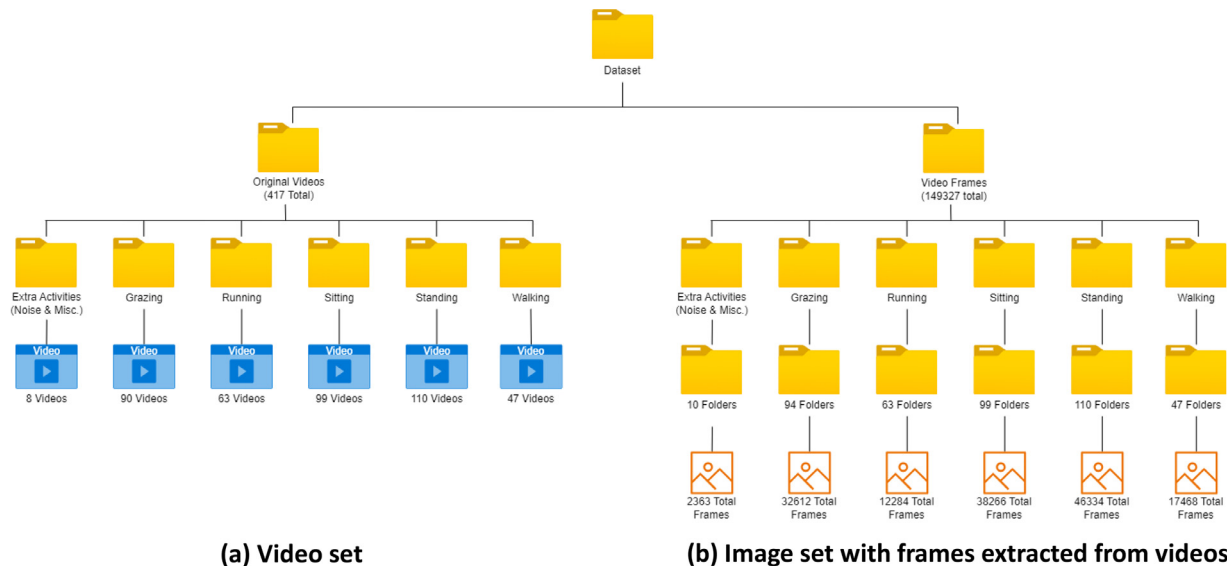 Dataset
Original Videos
(417 Total)
Video Frames
(149327 total)
Extra Activities
(Noise & Misc.)
Grazing
Running
Sitting
Standing
Walking
Extra Activities
(Noise & Misc.)
Grazing
Running
Sitting
Standing
Walking
Video
Video
Video
Video
Video
Video
8 Videos
90 Videos
63 Videos
99 Videos
110 Videos
47 Videos
10 Folders
94 Folders
63 Folders
99 Folders
110 Folders
47 Folders
2363 Total
Frames
32612 Total
Frames
12284 Total
Frames
38266 Total
Frames
46334 Total
Frames
17468 Total
Frames
(a) Video set
(b) Image set with frames extracted from videos